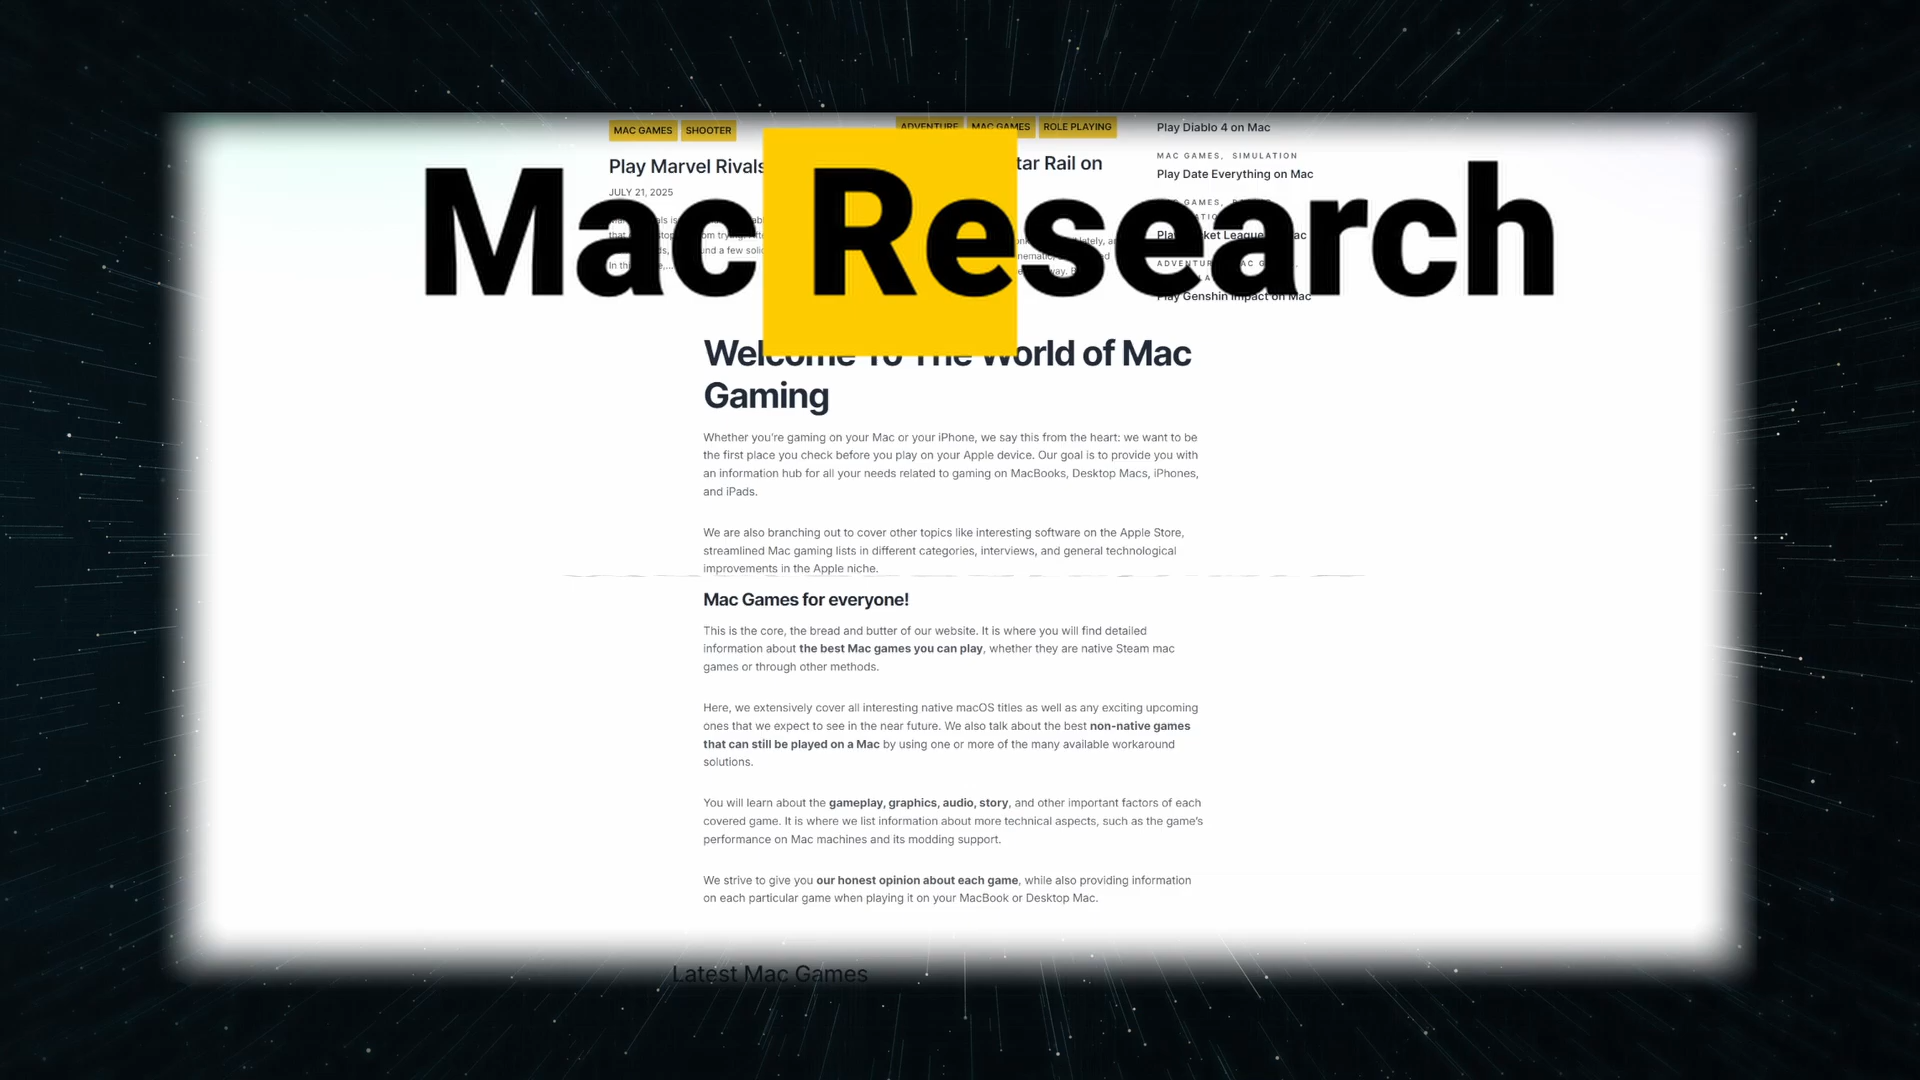 MAC GAMES SHOOTER
Play Marvel Rivals
JULY 21, 2025
ADVENTURE MAC GAMES ROLE PLAYING
tar Rail on
Play Diablo 4 on Mac
MAC GAMES, SIMULATION
Play Date Everything on Mac
Mac Research
Play Genshin Impact on Mac
Welcome To The World of Mac
Gaming
Whether you're gaming on your Mac or your iPhone, we say this from the heart: we want to be
the first place you check before you play on your Apple device. Our goal is to provide you with
an information hub for all your needs related to gaming on MacBooks, Desktop Macs, iPhones,
and iPads.
We are also branching out to cover other topics like interesting software on the Apple Store,
streamlined Mac gaming lists in different categories, interviews, and general technological
improvements in the Apple niche.
Mac Games for everyone!
This is the core, the bread and butter of our website. It is where you will find detailed
information about the best Mac games you can play, whether they are native Steam mac
games or through other methods.
Here, we extensively cover all interesting native macOS titles as well as any exciting upcoming
ones that we expect to see in the near future. We also talk about the best non-native games
that can still be played on a Mac by using one or more of the many available workaround
solutions.
You will learn about the gameplay, graphics, audio, story, and other important factors of each
covered game. It is where we list information about more technical aspects, such as the game's
performance on Mac machines and its modding support.
We strive to give you our honest opinion about each game, while also providing information
on each particular game when playing it on your MacBook or Desktop Mac.
Latest Mac Games